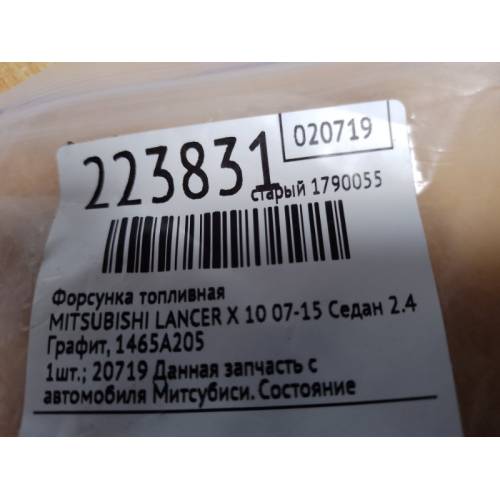 020719
223831
старый 1790055
Форсунка топливная
MITSUBISHI LANCER X 10 07-15 Седан 2.4
Графит, 1465A205
1шт.; 20719 Данная запчасть с
автомобиля Митсубиси. Состояние